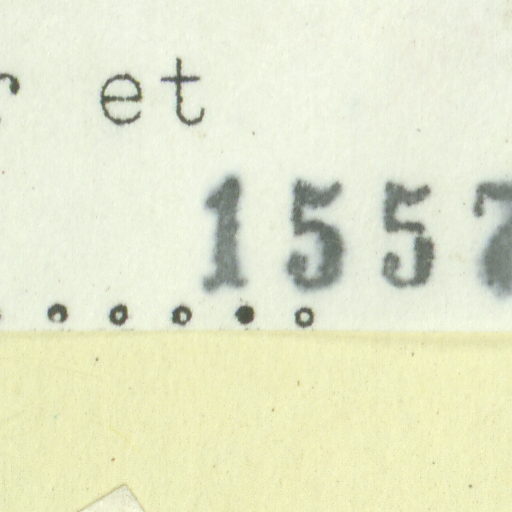 r et
1557
......